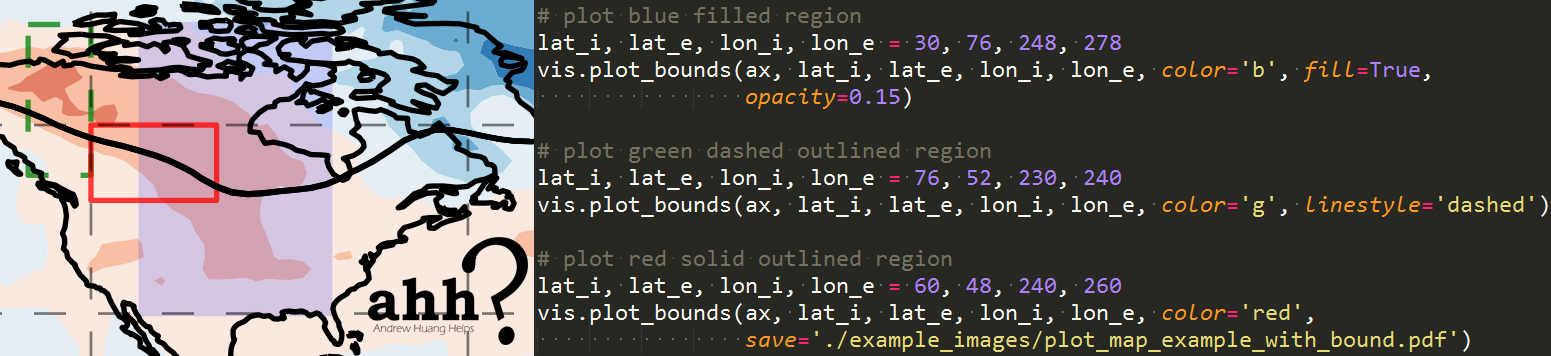 # plot blue filled region
lat_i, lat_e, lon_i, lon_e = 30, 76, 248, 278
vis.plot_bounds(ax, lat_i, lat_e, lon_i, lon_e, color='b', fill=True,
opacity=0.15)
# plot green dashed outlined region
lat_i, lat_e, lon_i, lon_e = 76, 52, 230, 240
vis.plot_bounds(ax, lat_i, lat_e, lon_i, lon_e, color='g', linestyle='dashed')
# plot red solid outlined region
lat_i, lat_e, lon_i, lon_e = 60, 48, 240, 260
vis.plot_bounds(ax, lat_i, lat_e, lon_i, lon_e, color='red',
save='./example_images/plot_map_example_with_bound.pdf')
ahh?
Andrew Huang Helps